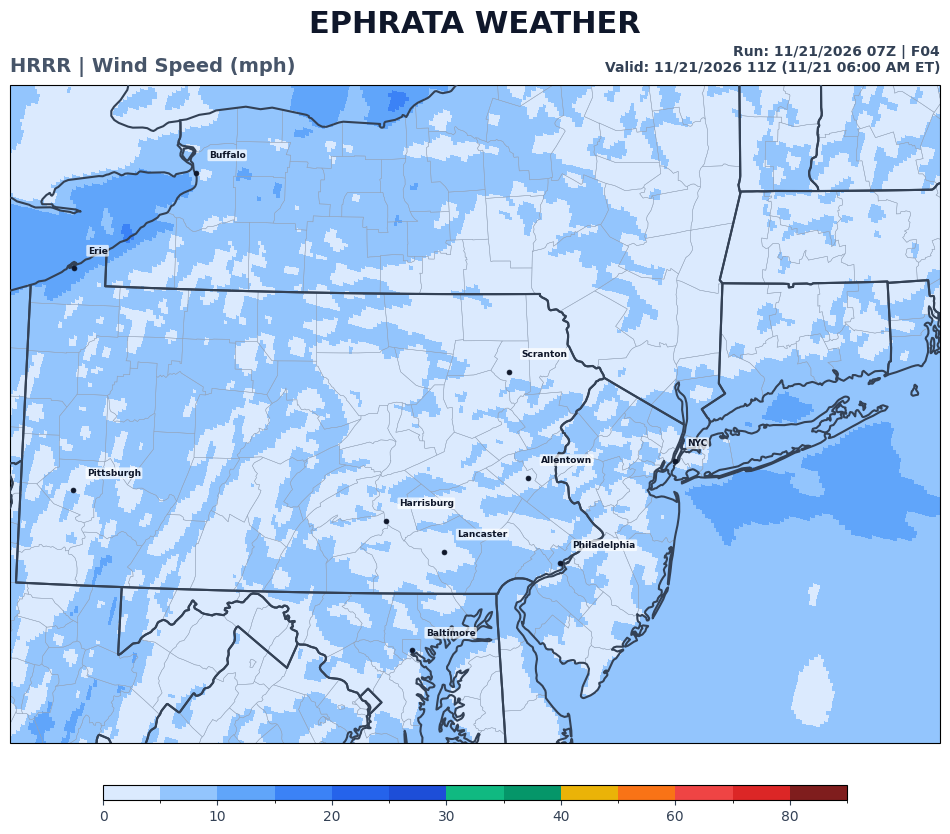 EPHRATA WEATHER
HRRR | Wind Speed (mph)
Run: 11/21/2026 07Z | F04
Valid: 11/21/2026 11Z (11/21 06:00 AM ET)
Buffalo
Erie
Scranton
NYC
Allentown
Pittsburgh
Harrisburg
Lancaster
Philadelphia
Baltimore
0 10 20 30 40 60 80